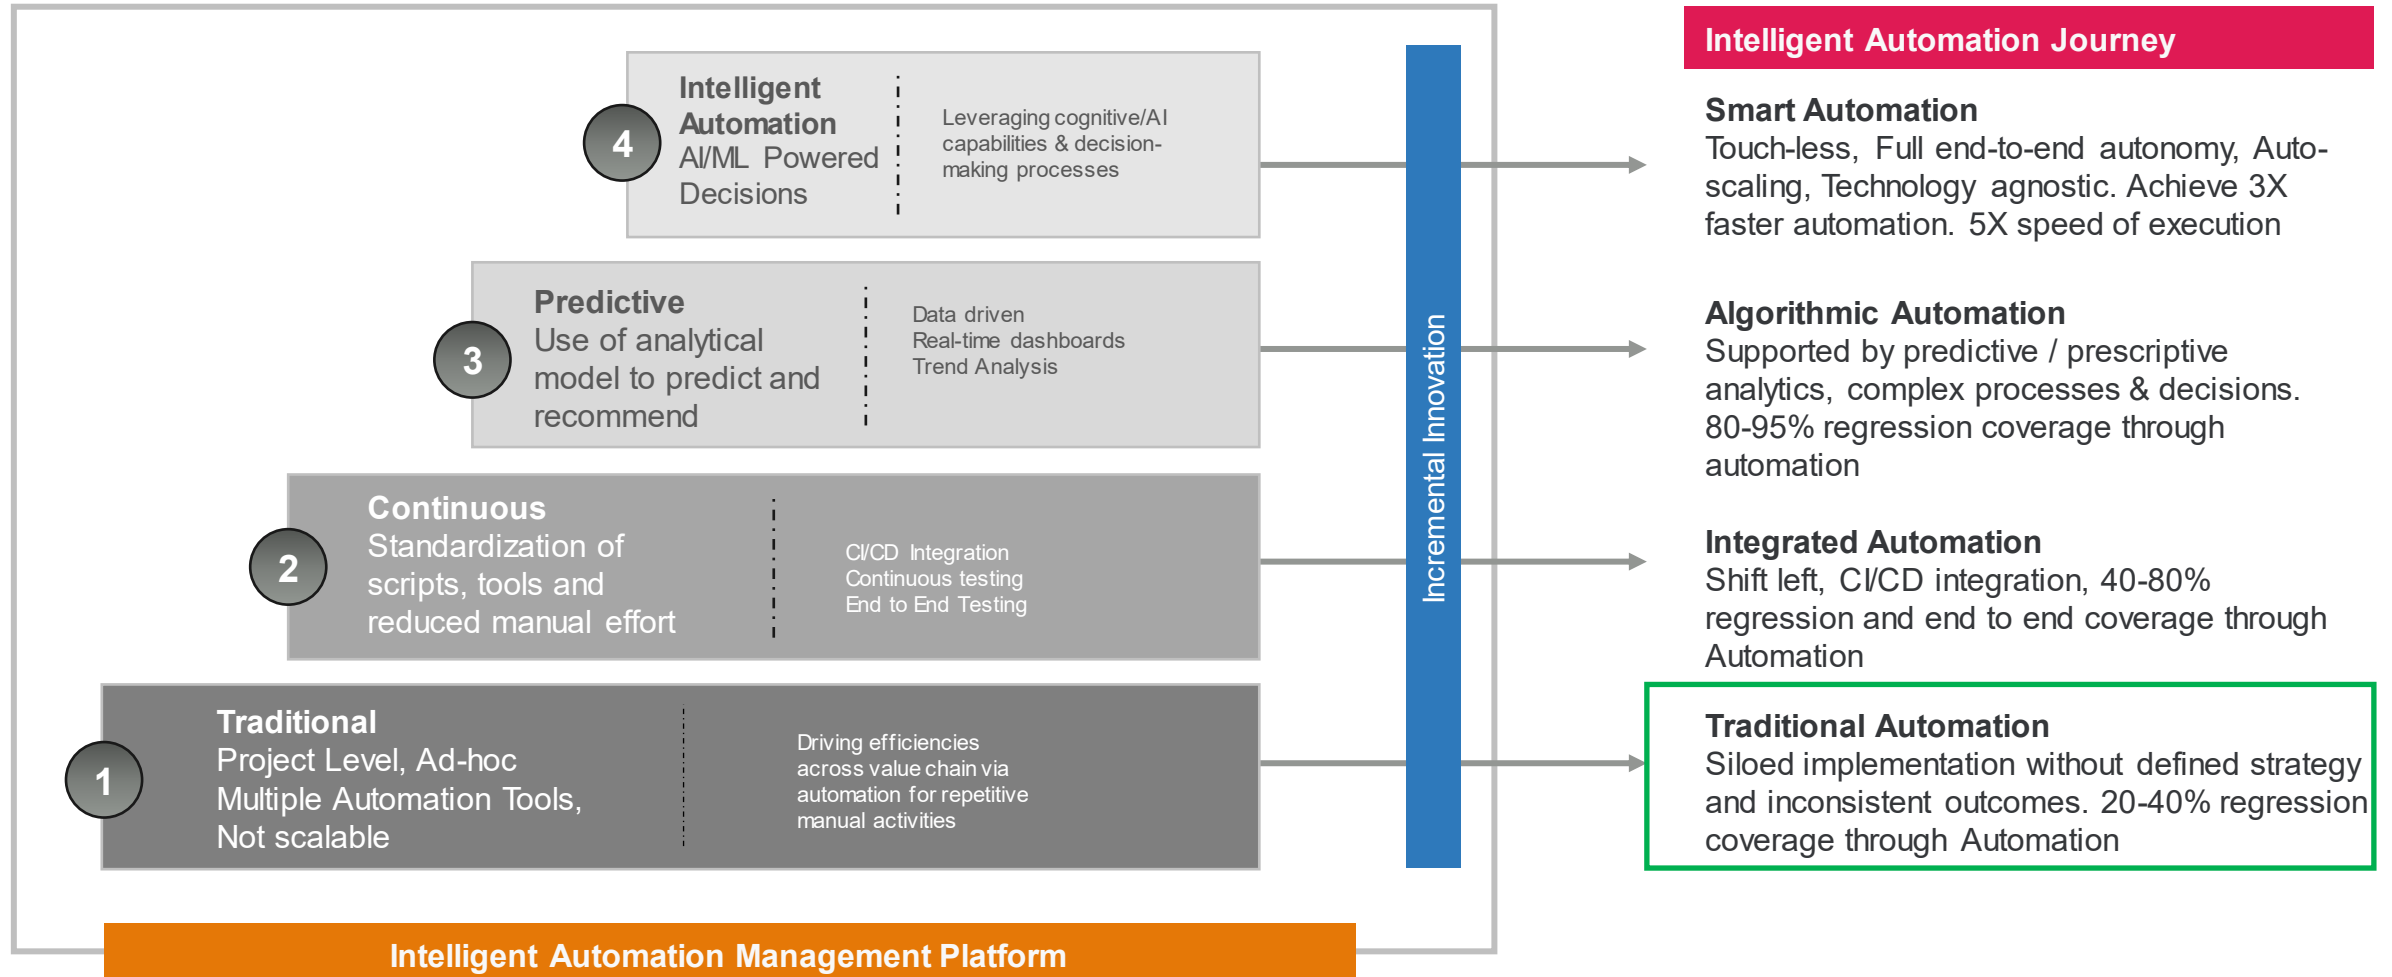 Intelligent Automation Journey
4
Intelligent
Automation
AI/ML Powered
Decisions
Leveraging cognitive/AI
capabilities & decision-
making processes
Smart Automation
Touch-less, Full end-to-end autonomy, Auto-
scaling, Technology agnostic. Achieve 3X
faster automation. 5X speed of execution
3
Predictive
Use of analytical
model to predict and
recommend
Data driven
Real-time dashboards
Trend Analysis
Algorithmic Automation
Supported by predictive / prescriptive
analytics, complex processes & decisions.
80-95% regression coverage through
automation
2
Continuous
Standardization of
scripts, tools and
reduced manual effort
CI/CD Integration
Continuous testing
End to End Testing
Integrated Automation
Shift left, CI/CD integration, 40-80%
regression and end to end coverage through
Automation
1
Traditional
Project Level, Ad-hoc
Multiple Automation Tools,
Not scalable
Driving efficiencies
across value chain via
automation for repetitive
manual activities
Traditional Automation
Siloed implementation without defined strategy
and inconsistent outcomes. 20-40% regression
coverage through Automation
Incremental Innovation
Intelligent Automation Management Platform